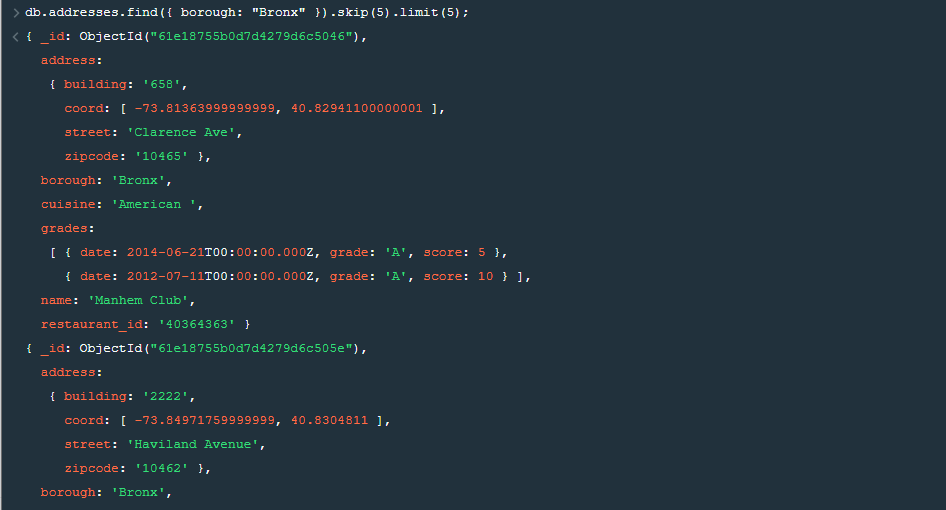 > db.addresses.find({ borough: "Bronx" }).skip(5).limit(5);
< { _id: ObjectId("61e18755b0d7d4279d6c5046"),
address:
{ building: '658',
coord: [ -73.81363999999999, 40.82941100000001 ],
street: 'Clarence Ave',
zipcode: '10465' },
borough: 'Bronx',
cuisine: 'American ',
grades:
[ { date: 2014-06-21T00:00:00.000Z, grade: 'A', score: 5 },
{ date: 2012-07-11T00:00:00.000Z, grade: 'A', score: 10 } ],
name: 'Manhem Club',
restaurant_id: '40364363' }
{ _id: ObjectId("61e18755b0d7d4279d6c505e"),
address:
{ building: '2222',
coord: [ -73.84971759999999, 40.8304811 ],
street: 'Haviland Avenue',
zipcode: '10462' },
borough: 'Bronx',